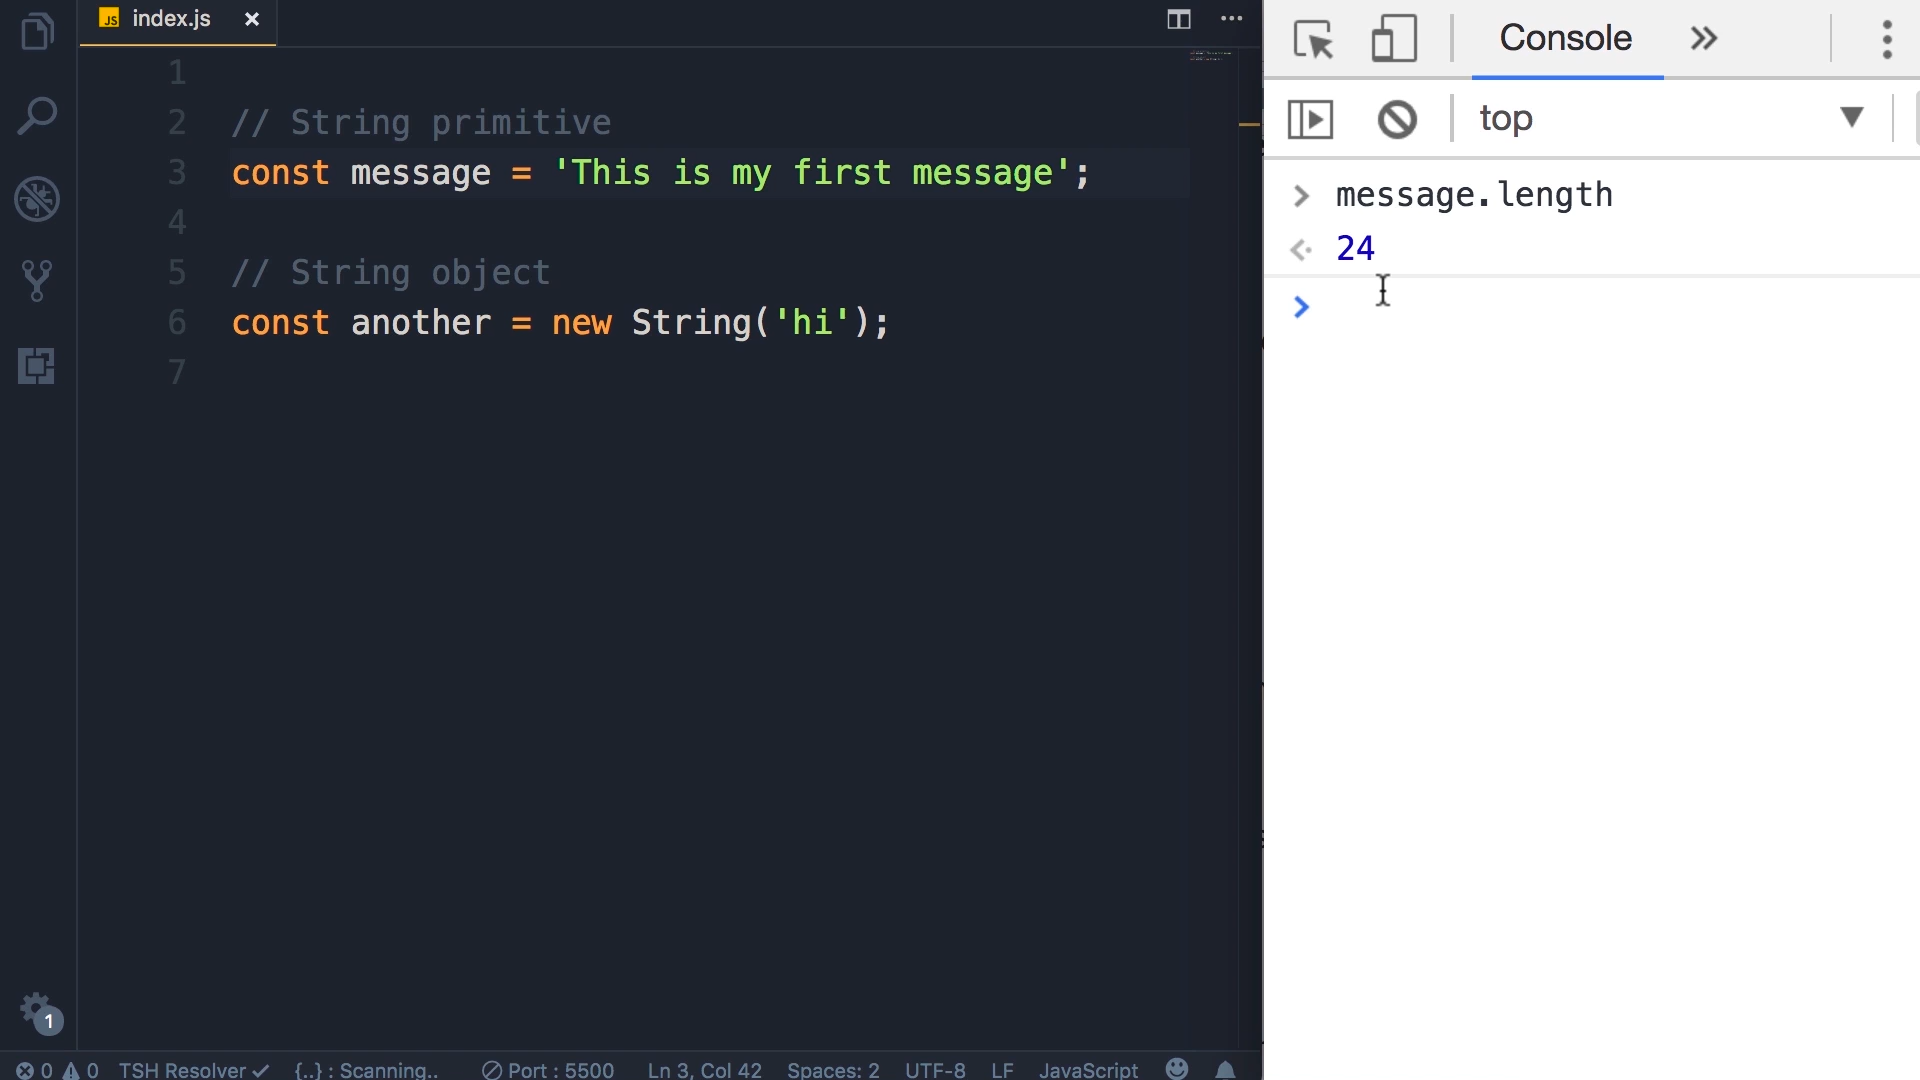 JS index.js ×
1
2 // String primitive
3 const message = 'This is my first message';
4
5 // String object
6 const another = new String('hi');
7
1
0 0 TSH Resolver {..} : Scanning.. Port : 5500 Ln 3, Col 42 Spaces: 2 UTF-8 LF JavaScript
Console
top
> message.length
24
>